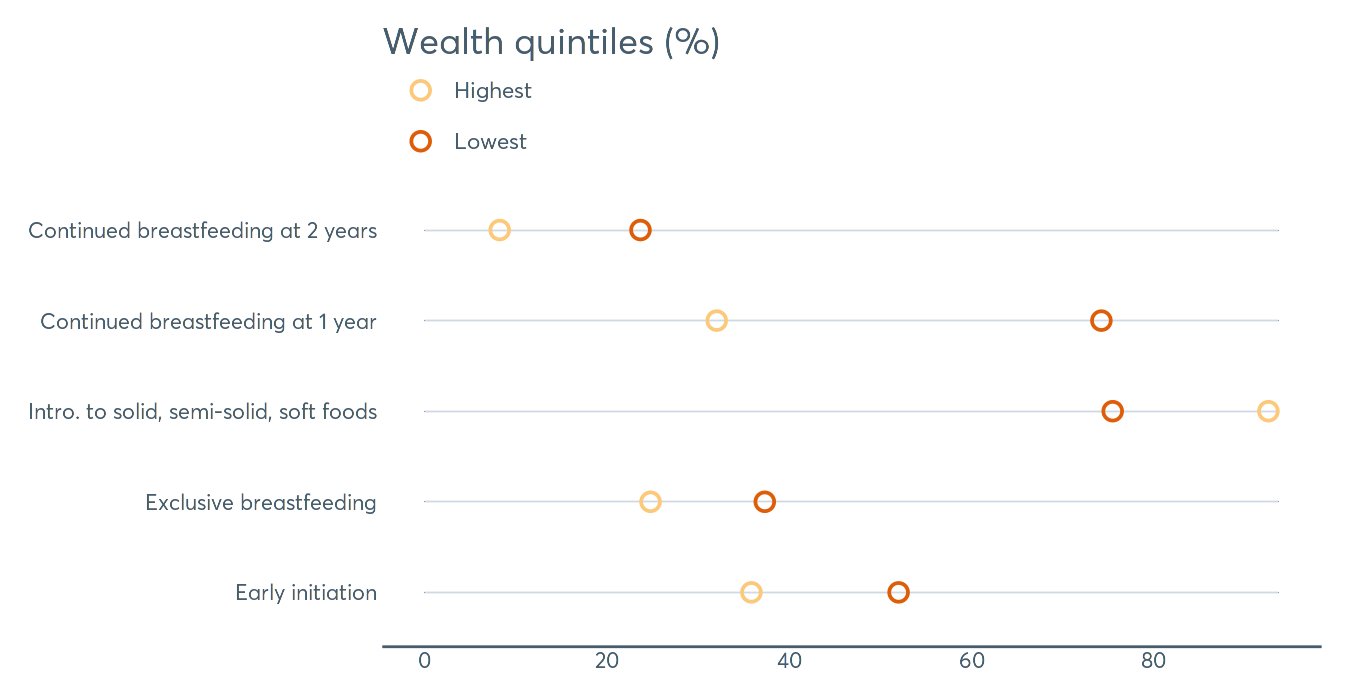 Wealth quintiles (%)
Highest
Lowest
Continued breastfeeding at 2 years
Continued breastfeeding at 1 year
Intro. to solid, semi-solid, soft foods
Exclusive breastfeeding
Early initiation
0 20 40 60 80